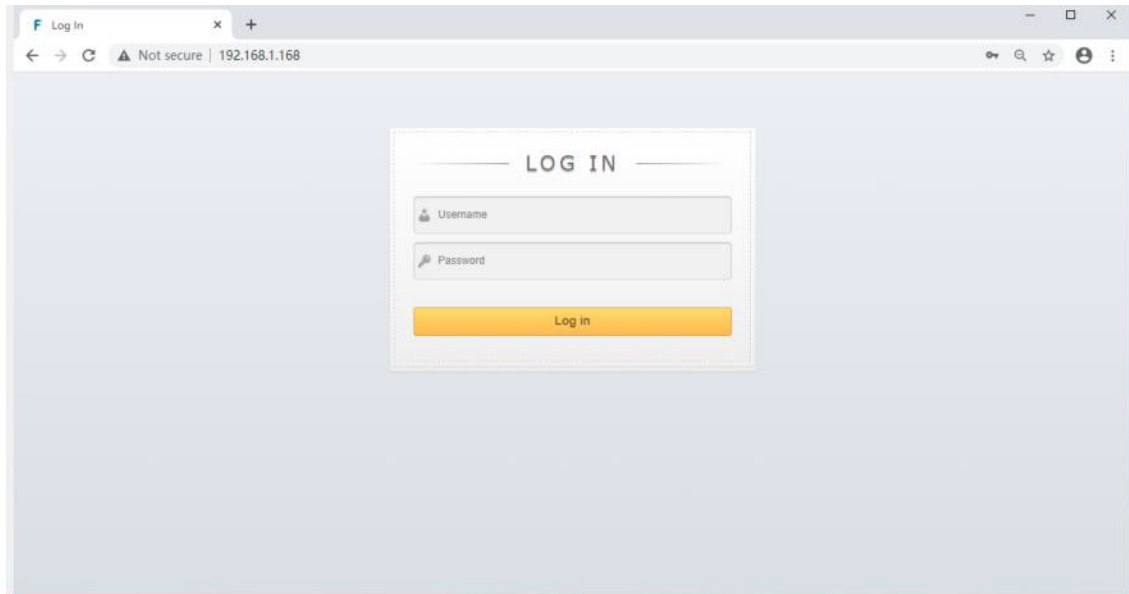 F Log In
Not secure | 192.168.1.168
LOG IN
Username
Password
Log in